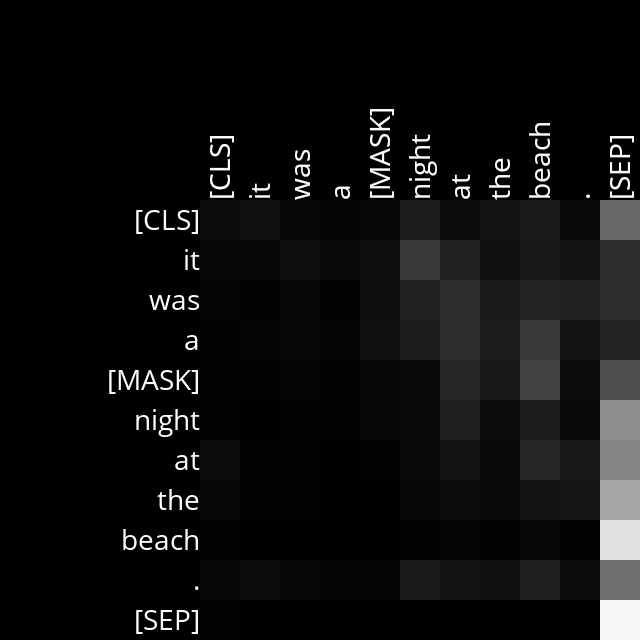 [CLS] it was a [MASK] night at the beach . [SEP]
[CLS]
it
was
a
[MASK]
night
at
the
beach
.
[SEP]